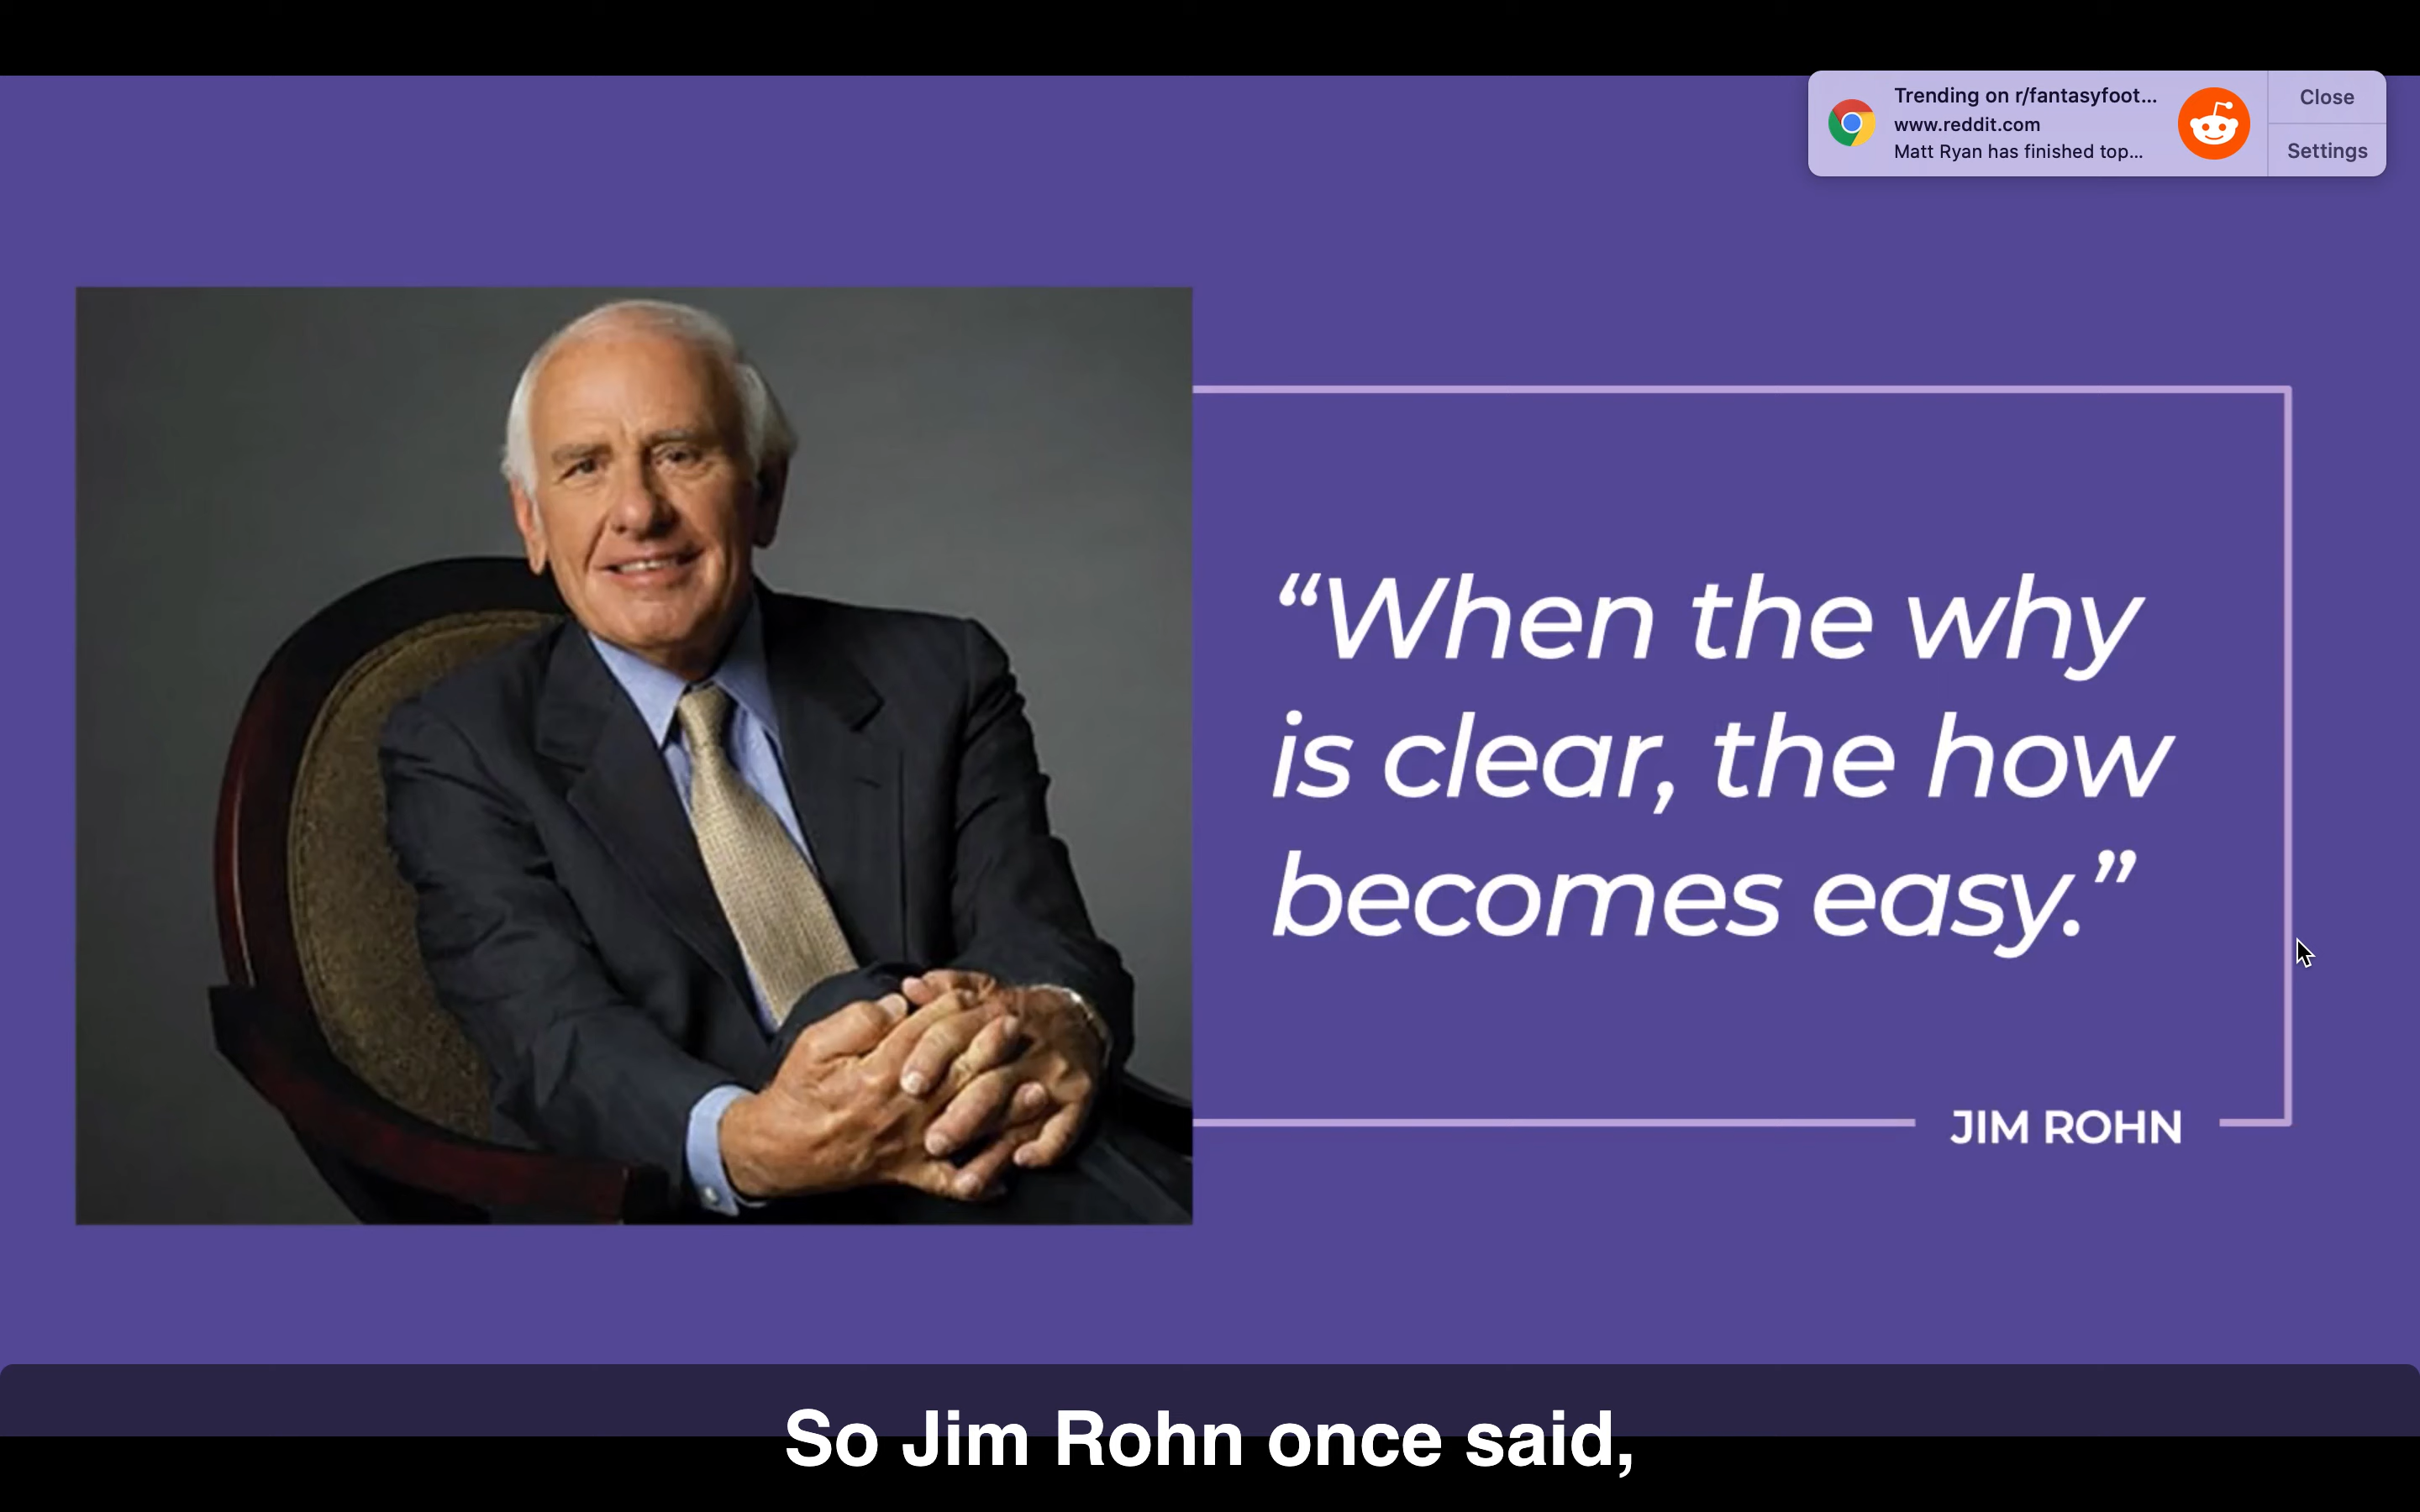 Trending on r/fantasyfoot...
www.reddit.com
Matt Ryan has finished top...
Close
Settings
“When the why
is clear, the how
becomes easy.”
JIM ROHN
So Jim Rohn once said,